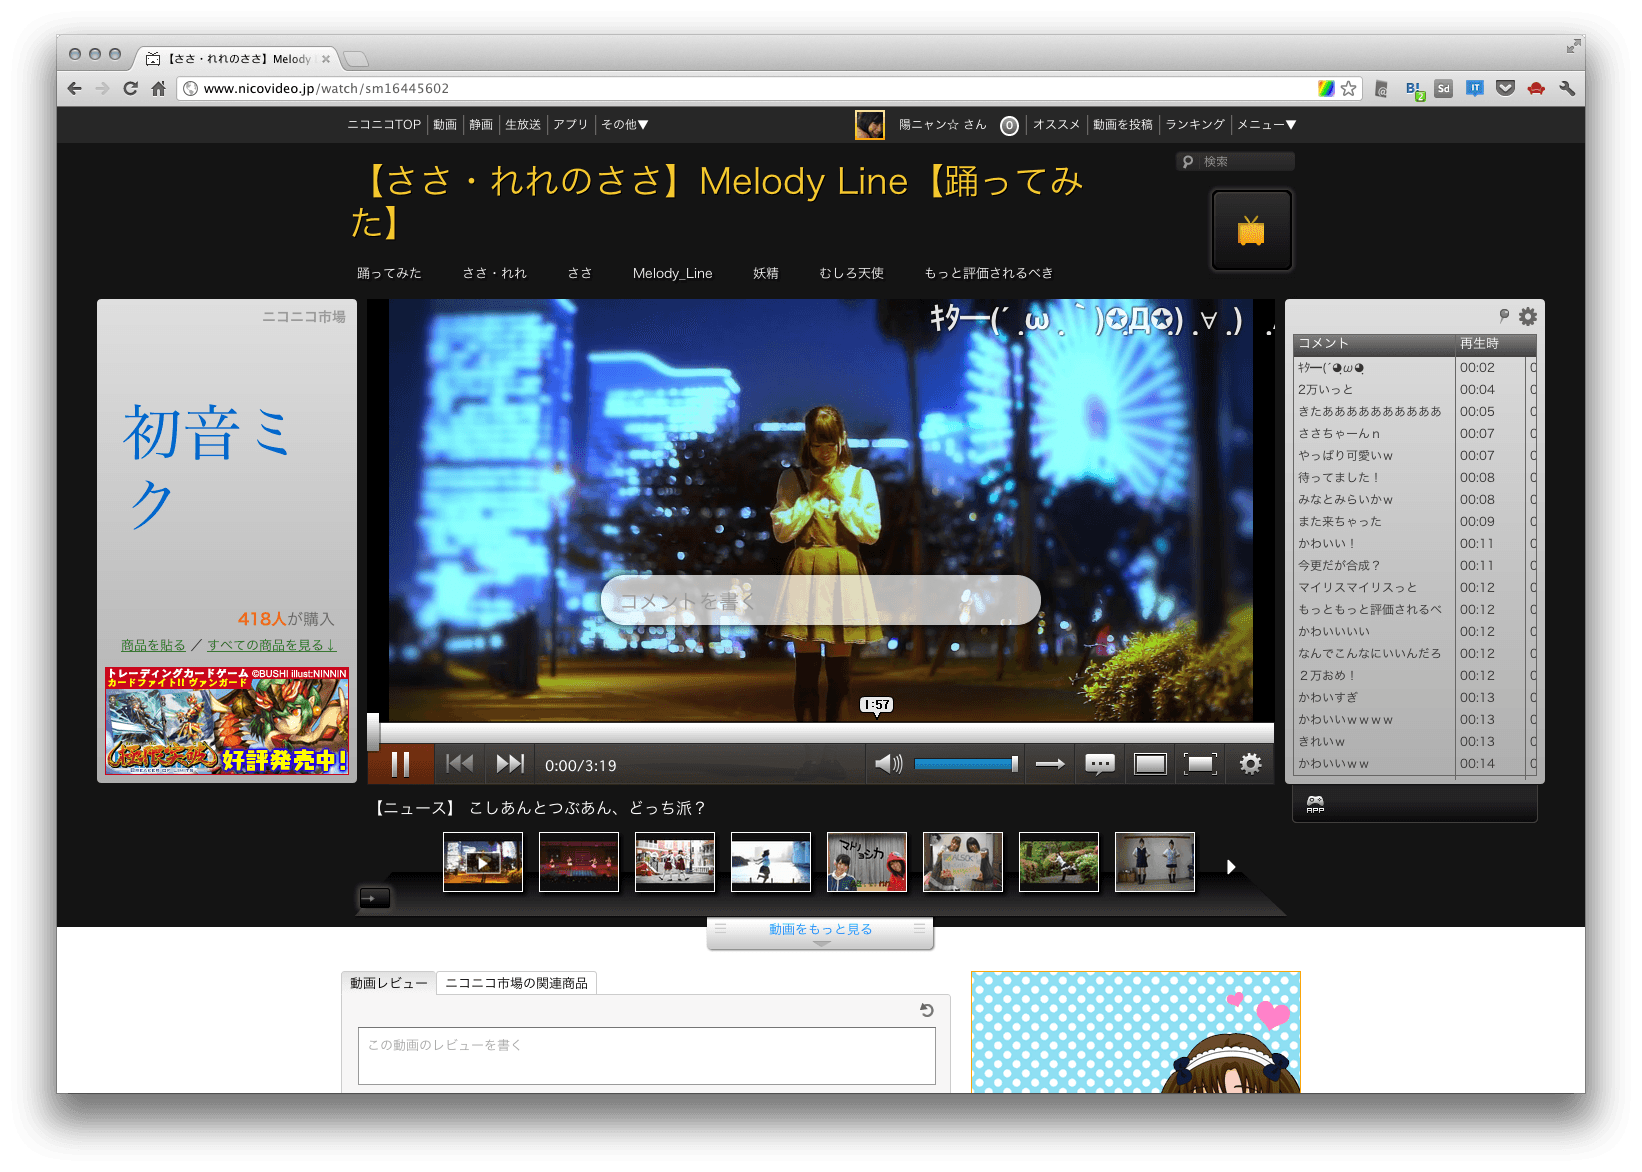 【ささ・れれのささ】Melody
www.nicovideo.jp/watch/sm16445602
ニコニコTOP 動画 静画 生放送 アプリ その他▼
陽ニャン☆ さん 0 オススメ 動画を投稿 ランキング メニュー▼
検索
【ささ・れれのささ】Melody Line【踊ってみ
た】
踊ってみた ささ・れれ ささ Melody_Line 妖精 むしろ天使 もっと評価されるべき
ニコニコ市場
初音ミ
ク
418人が購入
商品を貼る ／ すべての商品を見る↓
トレーディングカードゲーム ©BUSHI illust:NINNIN
カードファイト!! ヴァンガード
極限突破
BREAKER OF LIMITS
好評発売中!
コメントを書く
1:57
0:00/3:19
コメント 再生時
ｷﾀ━(´◕ω◕ 00:02
2万いっと 00:04
きたああああああああああ 00:05
ささちゃーんｎ 00:07
やっぱり可愛いｗ 00:07
待ってました！ 00:08
みなとみらいかｗ 00:08
また来ちゃった 00:09
かわいい！ 00:11
今更だが合成？ 00:11
マイリスマイリスっと 00:12
もっともっと評価されるべ 00:12
かわいいいい 00:12
なんでこんなにいいんだろ 00:12
２万おめ！ 00:12
かわいすぎ 00:13
かわいいｗｗｗｗ 00:13
きれいｗ 00:13
かわいいｗｗ 00:14
APP
【ニュース】 こしあんとつぶあん、どっち派？
マトリョシカ
ALSOK
動画をもっと見る
動画レビュー ニコニコ市場の関連商品
この動画のレビューを書く